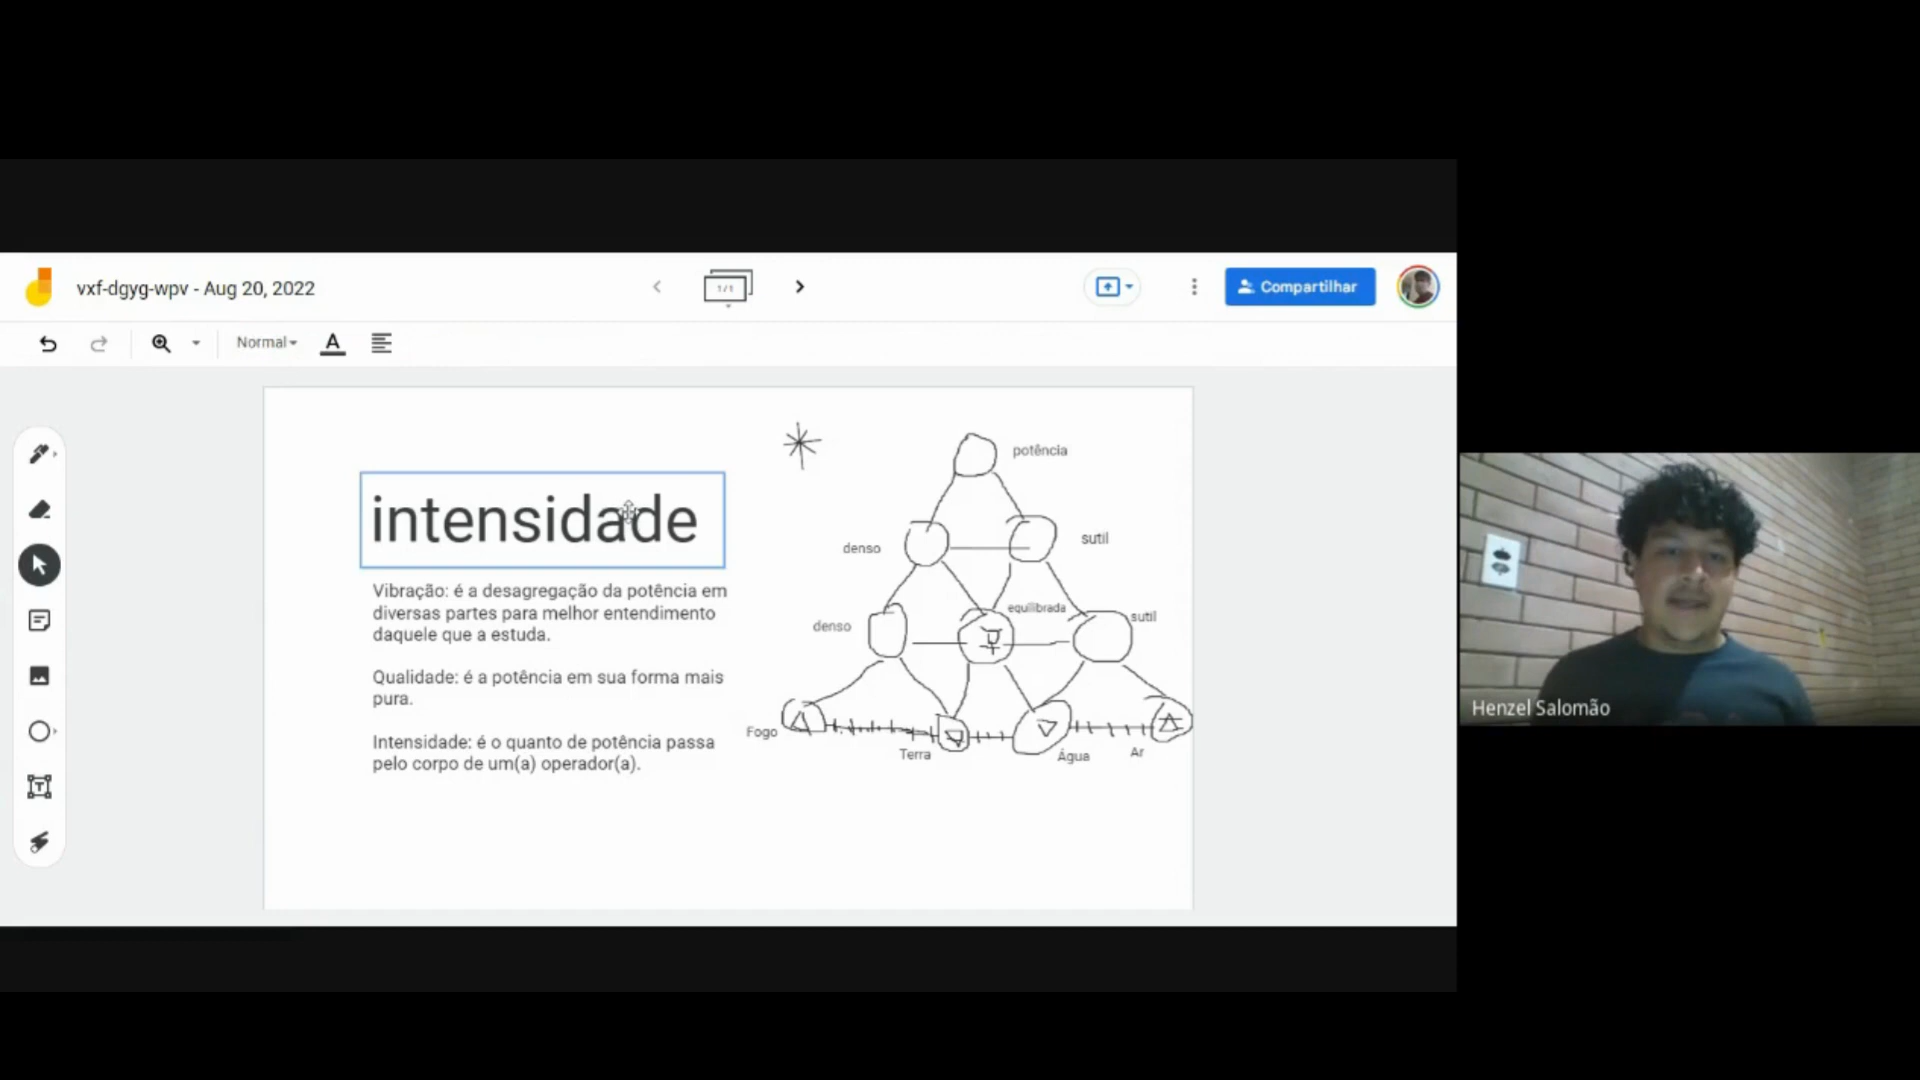 vxf-dgyg-wpv - Aug 20, 2022
1/1
Compartilhar
Normal
A
intensidade
Vibração: é a desagregação da potência em
diversas partes para melhor entendimento
daquele que a estuda.
Qualidade: é a potência em sua forma mais
pura.
Intensidade: é o quanto de potência passa
pelo corpo de um(a) operador(a).
potência
denso
sutil
denso
equilibrada
sutil
Fogo
Terra
Água
Ar
Henzel Salomão